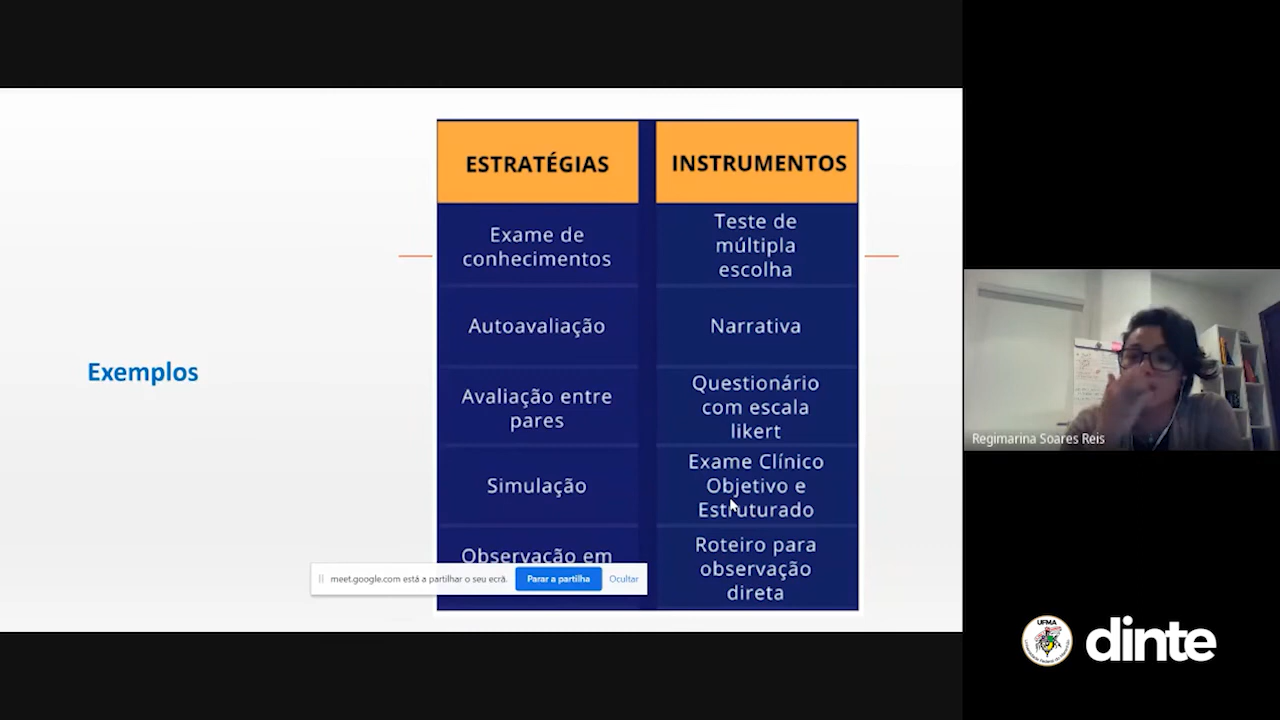 ESTRATÉGIAS
INSTRUMENTOS
Exame de
conhecimentos
Teste de
múltipla
escolha
Autoavaliação
Narrativa
Exemplos
Avaliação entre
pares
Questionário
com escala
likert
Simulação
Exame Clínico
Objetivo e
Estruturado
Observação em
Roteiro para
observação
direta
meet.google.com está a partilhar o seu ecrã.
Parar a partilha
Ocultar
Regimarina Soares Reis
UFMA
dinte